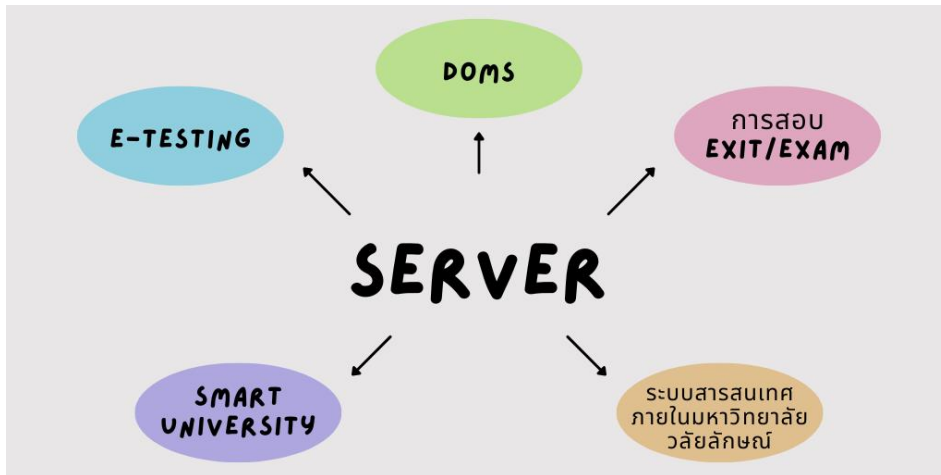 DOMS
E-TESTING
การสอบ
EXIT/EXAM
SERVER
SMART
UNIVERSITY
ระบบสารสนเทศ
ภายในมหาวิทยาลัย
วลัยลักษณ์